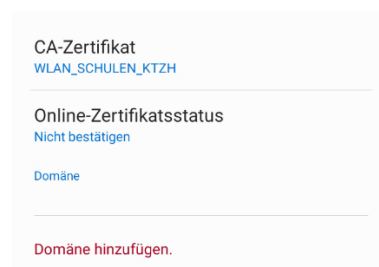 CA-Zertifikat
WLAN_SCHULEN_KTZH
Online-Zertifikatsstatus
Nicht bestätigen
Domäne
Domäne hinzufügen.